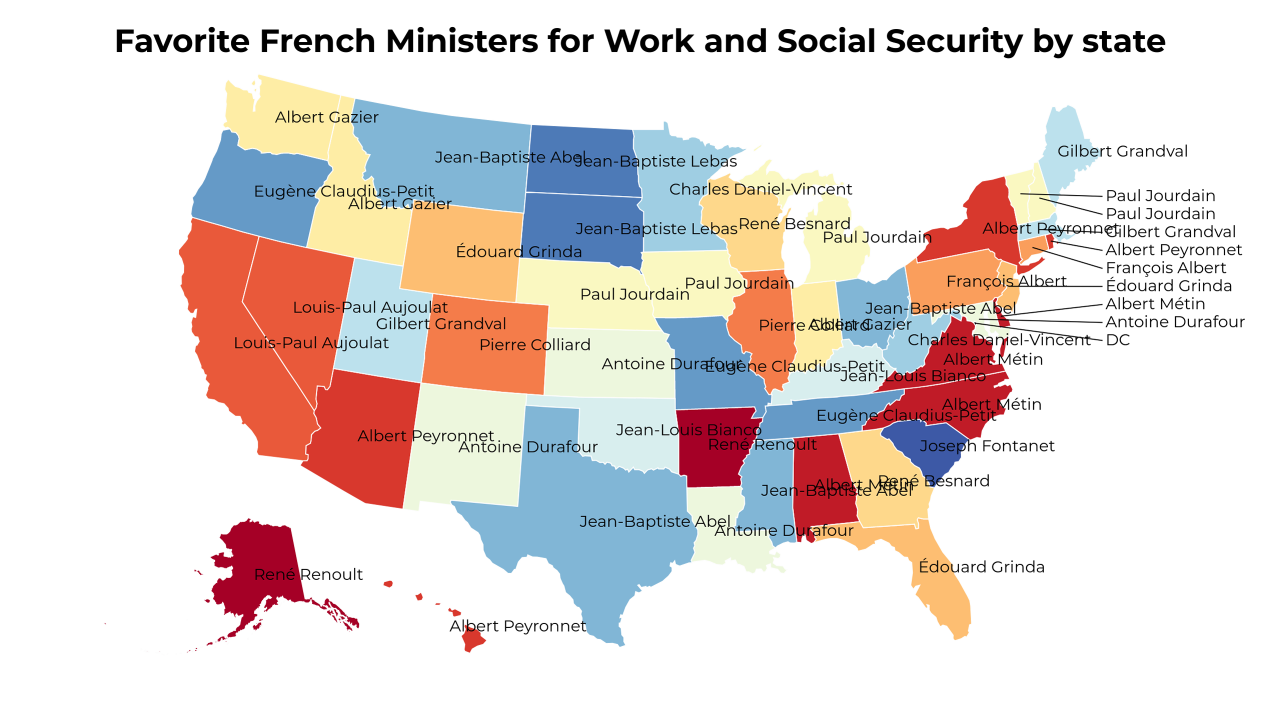 Favorite French Ministers for Work and Social Security by state
Albert Gazier
Gilbert Grandval
Jean-Baptiste Abel
Jean-Baptiste Lebas
Charles Daniel-Vincent
Eugène Claudius-Petit
Albert Gazier
Paul Jourdain
Paul Jourdain
Jean-Baptiste Lebas
René Besnard
Albert Peyronnet
Gilbert Grandval
Paul Jourdain
Albert Peyronnet
Édouard Grinda
François Albert
Paul Jourdain
Paul Jourdain
François Albert
Édouard Grinda
Louis-Paul Aujoulat
Jean-Baptiste Abel
Albert Métin
Gilbert Grandval
Pierre Colliard
Albert Gazier
Antoine Durafour
Louis-Paul Aujoulat
Pierre Colliard
Charles Daniel-Vincent
DC
Albert Métin
Antoine Durafour
Eugène Claudius-Petit
Jean-Louis Bianco
Albert Métin
Eugène Claudius-Petit
Albert Peyronnet
Antoine Durafour
Jean-Louis Bianco
René Renoult
Joseph Fontanet
Albert Métin
René Besnard
Jean-Baptiste Abel
Jean-Baptiste Abel
Antoine Durafour
Édouard Grinda
René Renoult
Albert Peyronnet